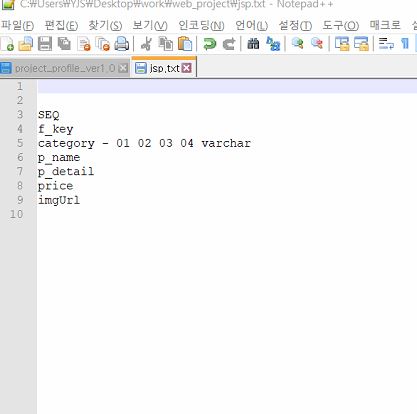 C:₩Users₩YJS₩Desktop₩work₩web_project₩jsp.txt - Notepad++
파일(F) 편집(E) 찾기(S) 보기(V) 인코딩(N) 언어(L) 설정(T) 도구(O) 매크로
project_profile_ver1,0 jsp,txt
1
2
3 SEQ
4 f_key
5 category - 01 02 03 04 varchar
6 p_name
7 p_detail
8 price
9 imgUrl
10